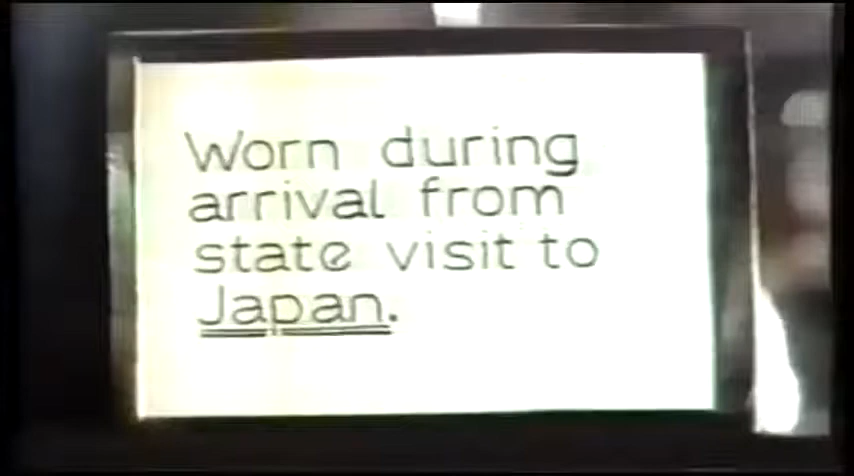 Worn during
arrival from
state visit to
Japan.